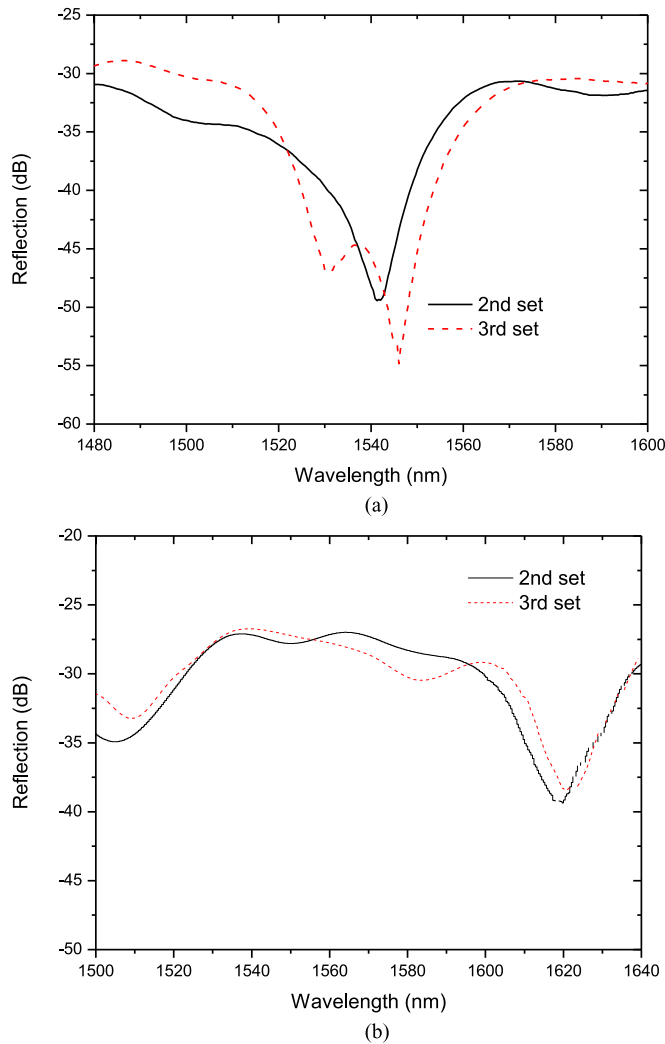 -25
-30
-35
-40
-45
-50
-55
-60
Reflection (dB)
2nd set
3rd set
1480 1500 1520 1540 1560 1580 1600
Wavelength (nm)
(a)
-20
-25
-30
-35
-40
-45
-50
Reflection (dB)
2nd set
3rd set
1500 1520 1540 1560 1580 1600 1620 1640
Wavelength (nm)
(b)